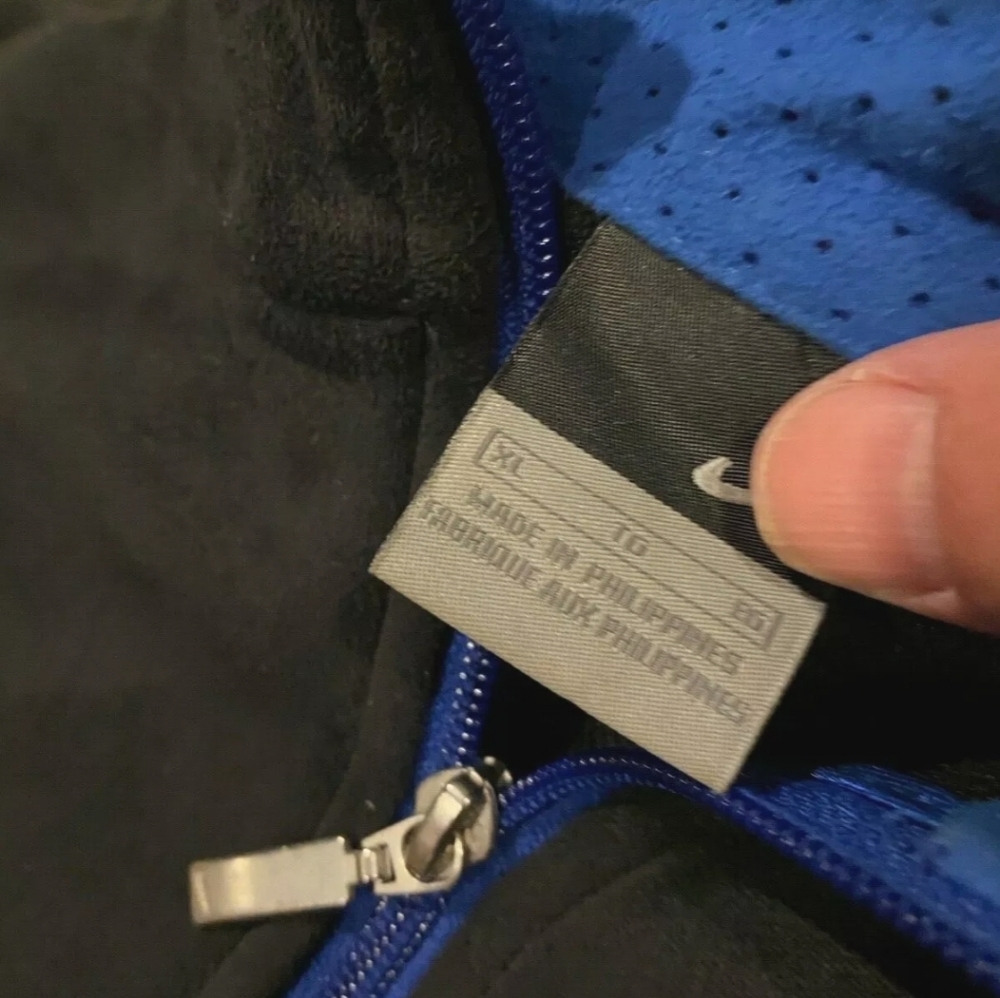 XL TG EG
MADE IN PHILIPPINES
FABRIQUE AUX PHILIPPINES